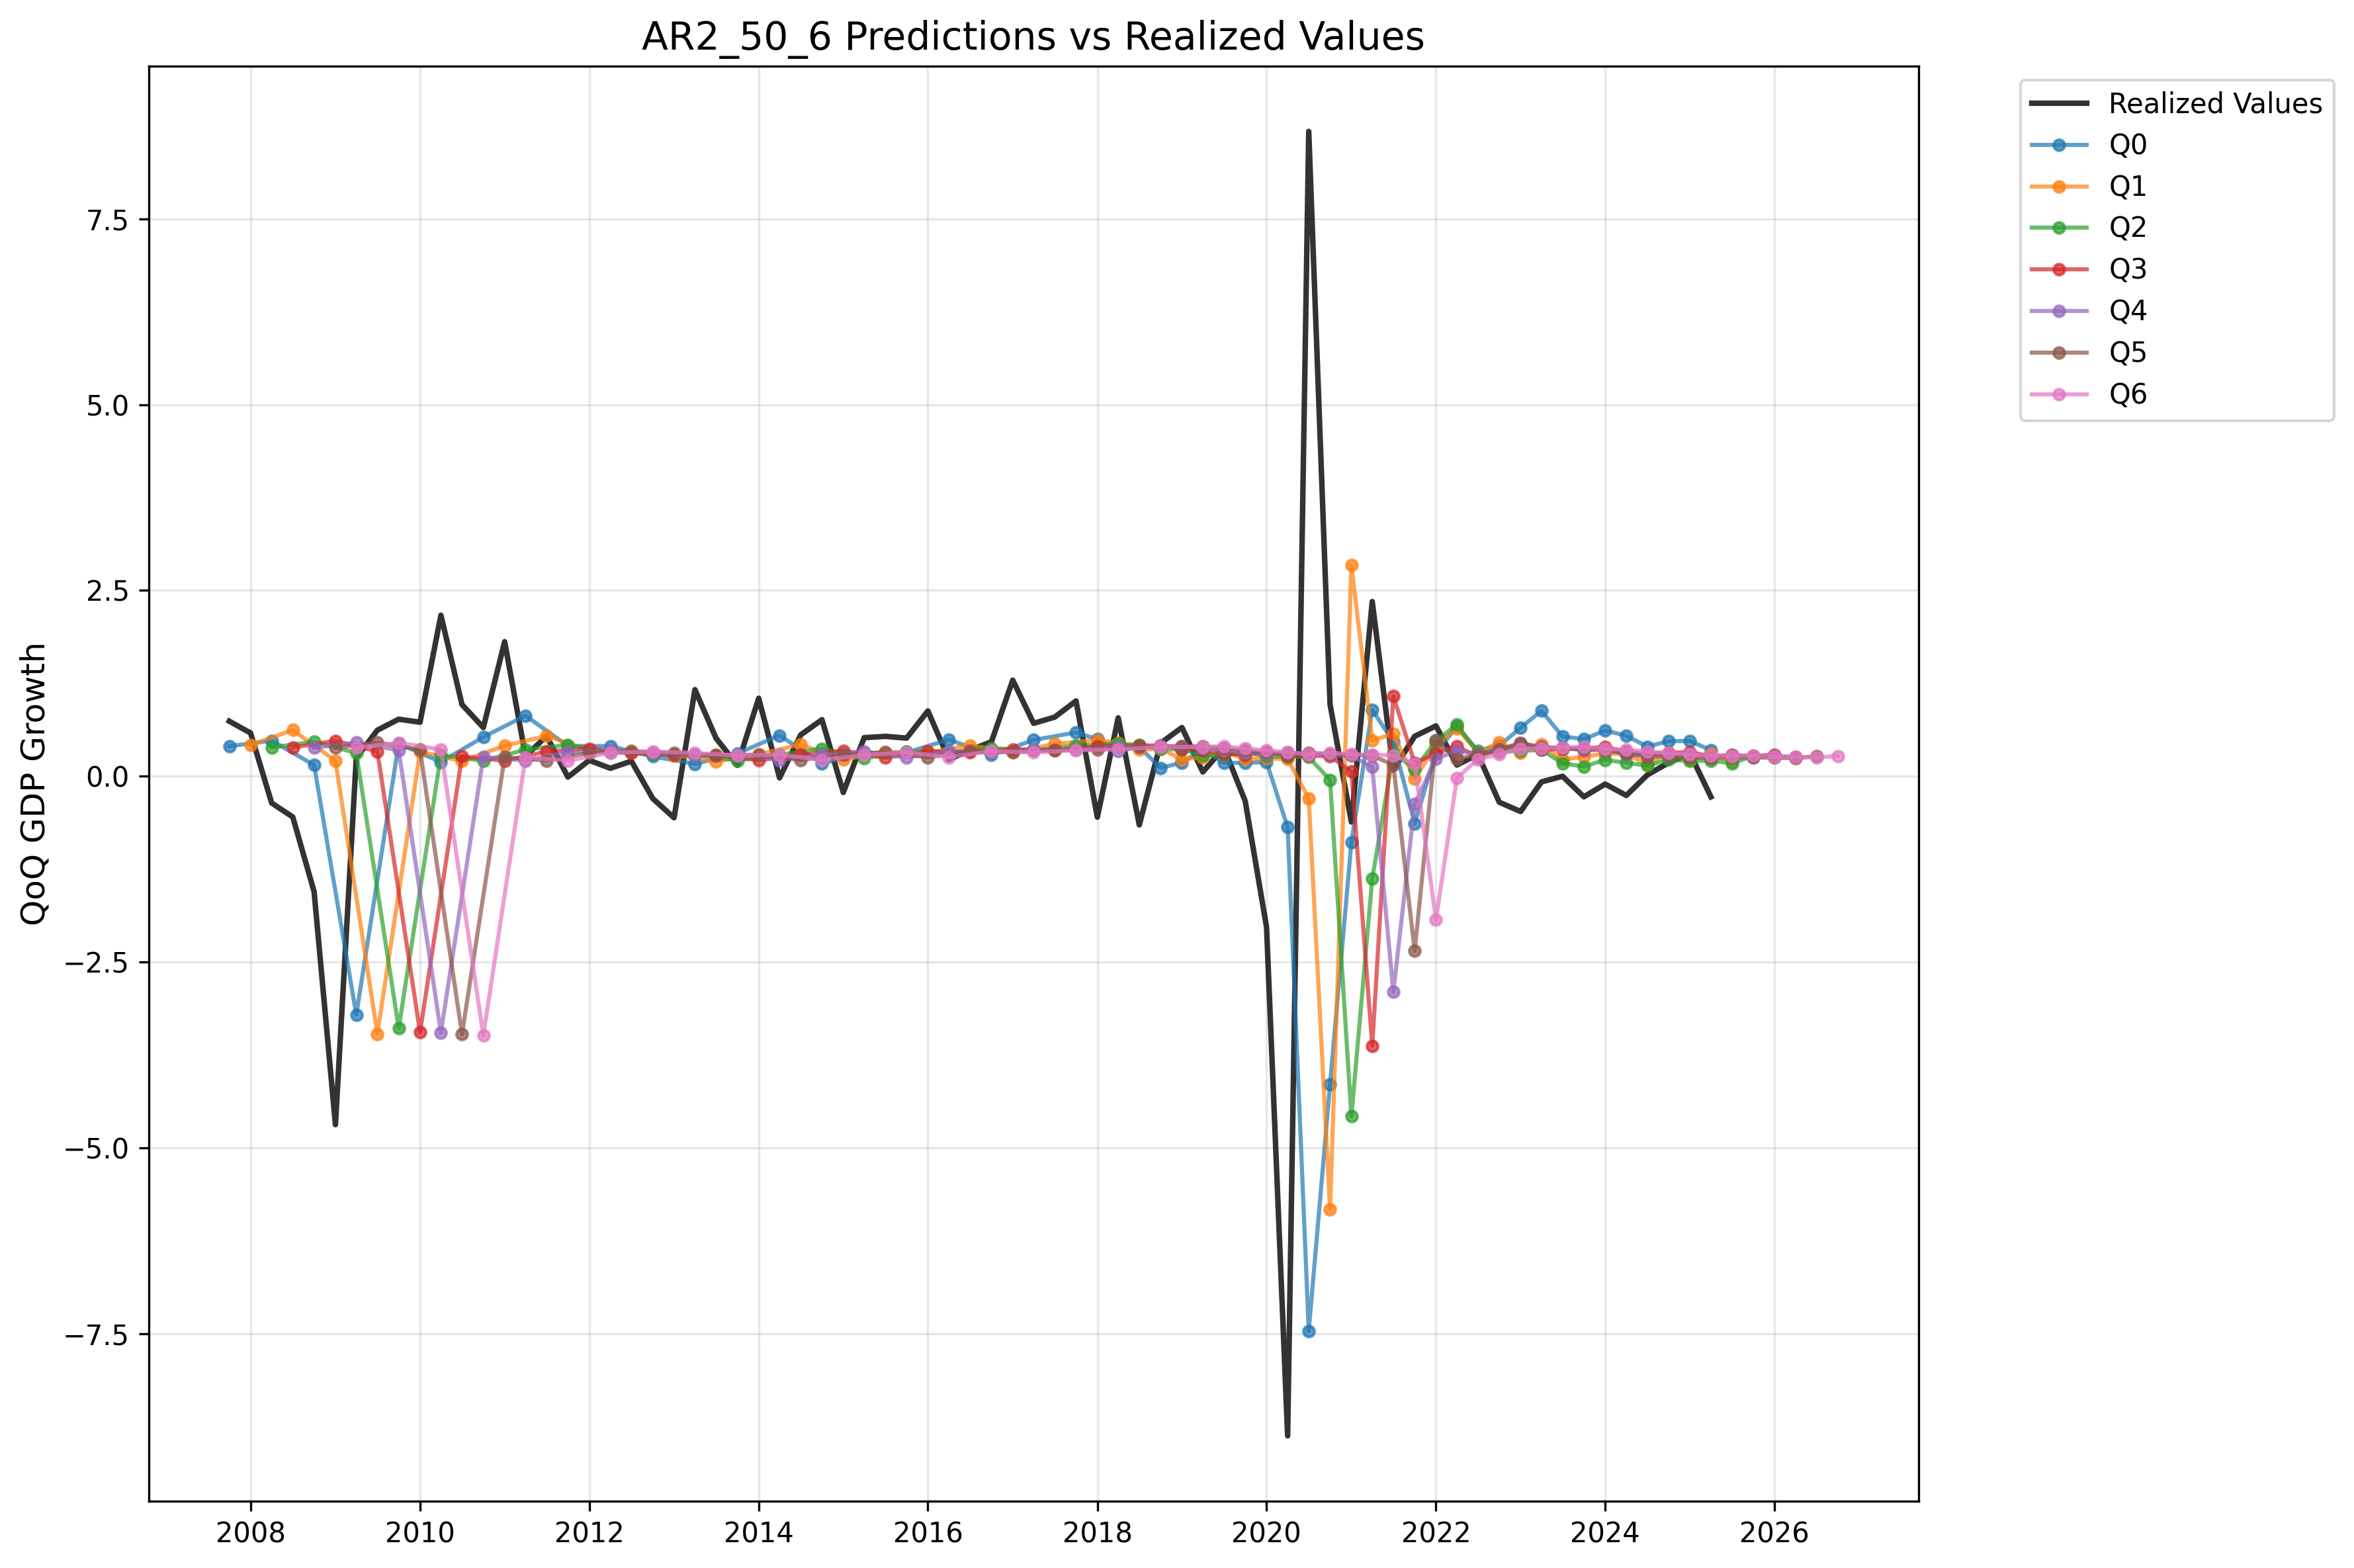 AR2_50_6 Predictions vs Realized Values
QoQ GDP Growth
7.5
5.0
2.5
0.0
−2.5
−5.0
−7.5
2008
2010
2012
2014
2016
2018
2020
2022
2024
2026
Realized Values
Q0
Q1
Q2
Q3
Q4
Q5
Q6